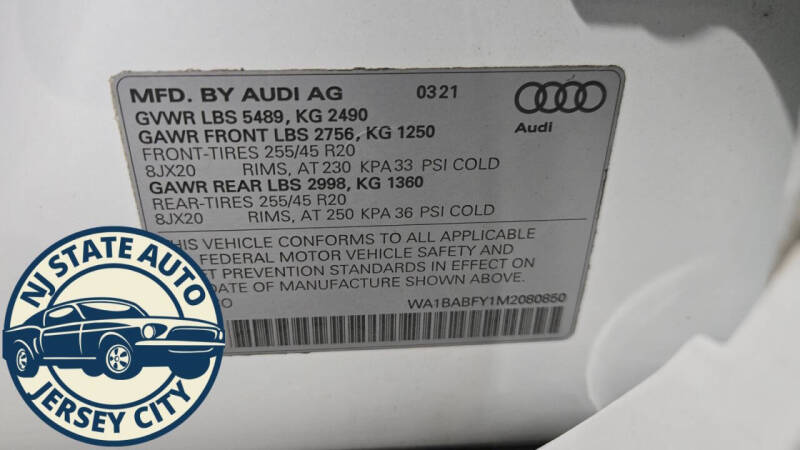 MFD. BY AUDI AG 03 21
GVWR LBS 5489, KG 2490
GAWR FRONT LBS 2756, KG 1250
FRONT-TIRES 255/45 R20
8JX20 RIMS, AT 230 KPA 33 PSI COLD
GAWR REAR LBS 2998, KG 1360
REAR-TIRES 255/45 R20
8JX20 RIMS, AT 250 KPA 36 PSI COLD
Audi
THIS VEHICLE CONFORMS TO ALL APPLICABLE
FEDERAL MOTOR VEHICLE SAFETY AND
PREVENTION STANDARDS IN EFFECT
DATE OF MANUFACTURE SHOWN ABOVE.
WA1BABFY1M2080850
NJ STATE AUTO
JERSEY CITY